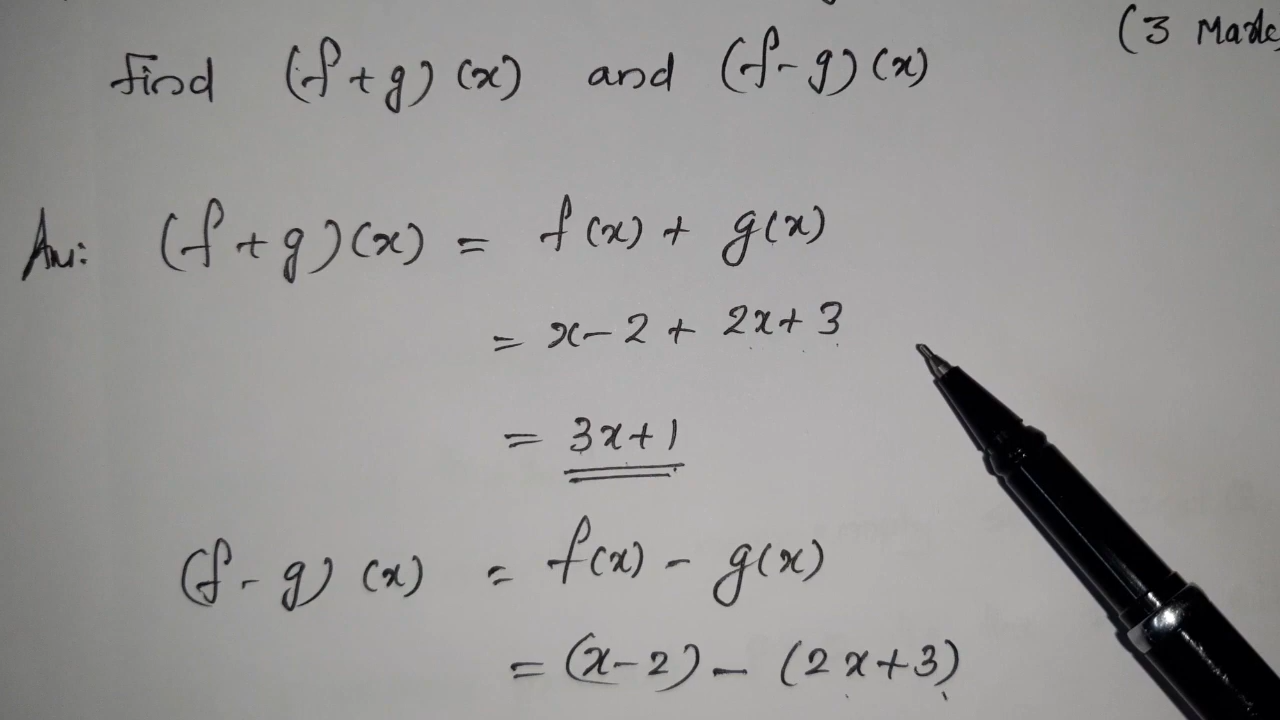 (3 Marks
find (f+g)(x) and (f-g)(x)
Ans: (f+g)(x) = f(x) + g(x)
= x-2 + 2x+3
= 3x+1
(f-g)(x) = f(x) - g(x)
= (x-2) - (2x+3)